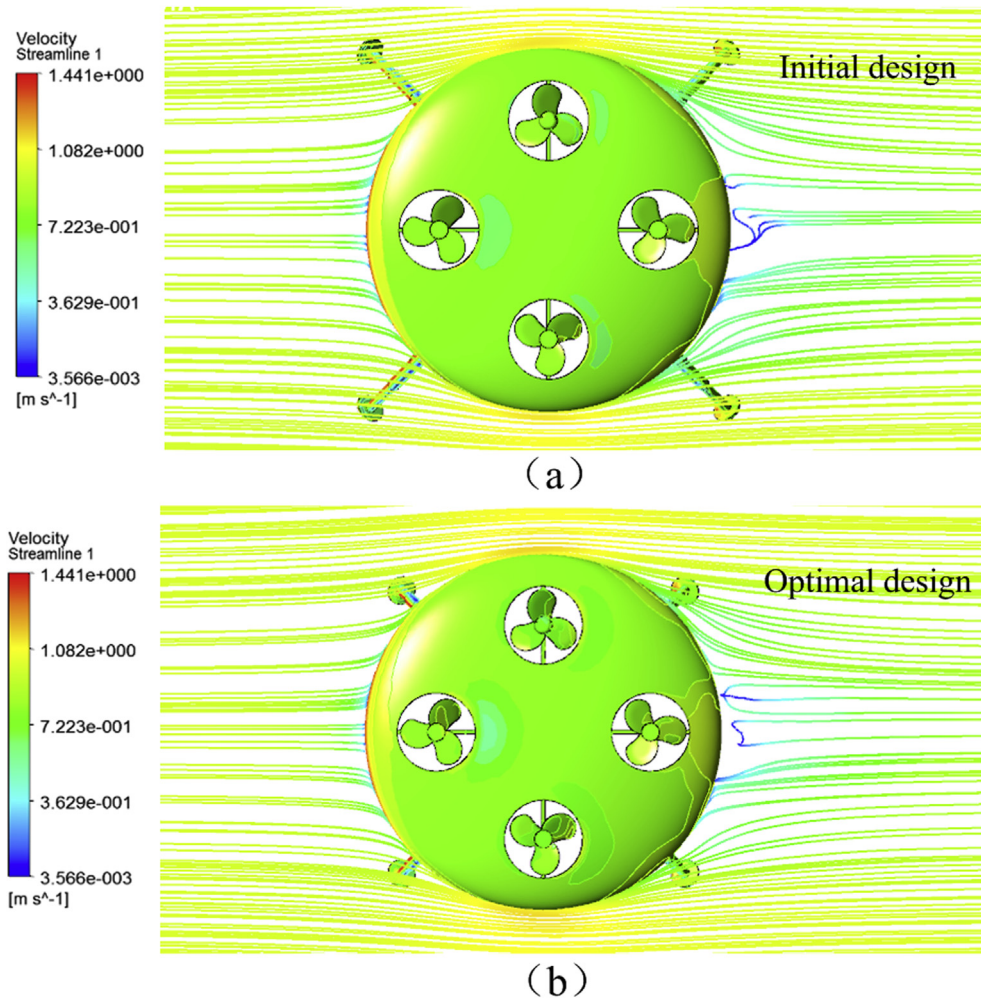 Velocity
Streamline 1
1.441e+000
Initial design
1.082e+000
7.223e-001
3.629e-001
3.566e-003
[m s^-1]
(a)
Velocity
Streamline 1
1.441e+000
Optimal design
1.082e+000
7.223e-001
3.629e-001
3.566e-003
[m s^-1]
(b)